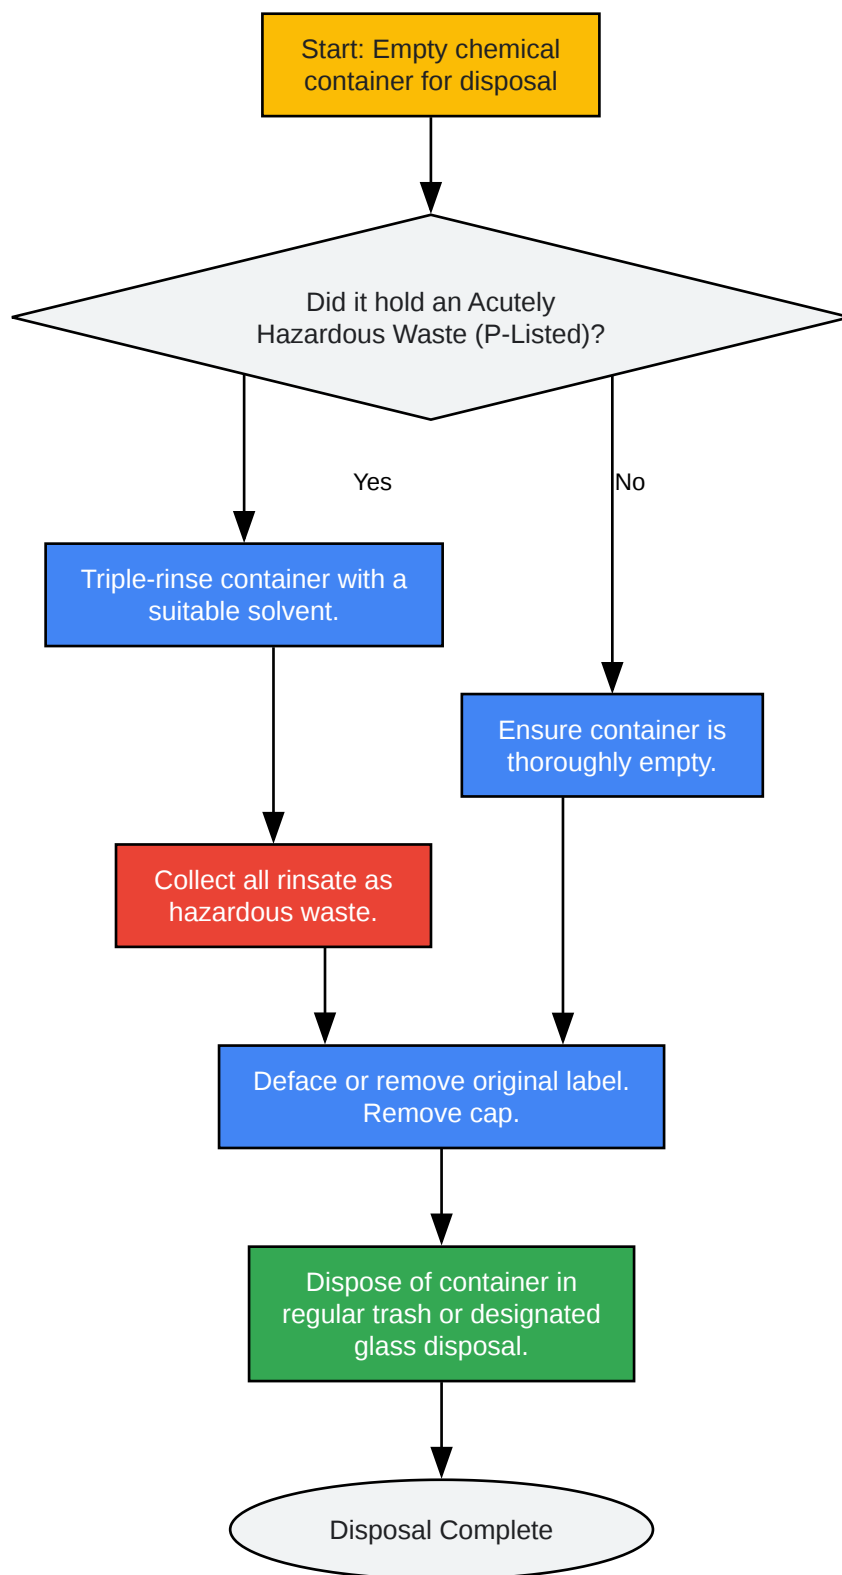 Start: Empty chemical
container for disposal
Did it hold an Acutely
Hazardous Waste (P-Listed)?
Yes
No
Triple-rinse container with a
suitable solvent.
Ensure container is
thoroughly empty.
Collect all rinsate as
hazardous waste.
Deface or remove original label.
Remove cap.
Dispose of container in
regular trash or designated
glass disposal.
Disposal Complete